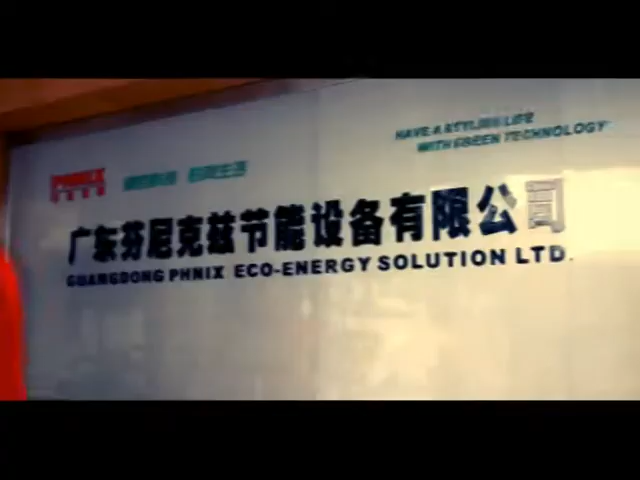 HAVE A STYLISH LIFE
WITH GREEN TECHNOLOGY
PHNIX
广东芬尼克兹节能设备有限公司
GUANGDONG PHNIX ECO-ENERGY SOLUTION LTD.